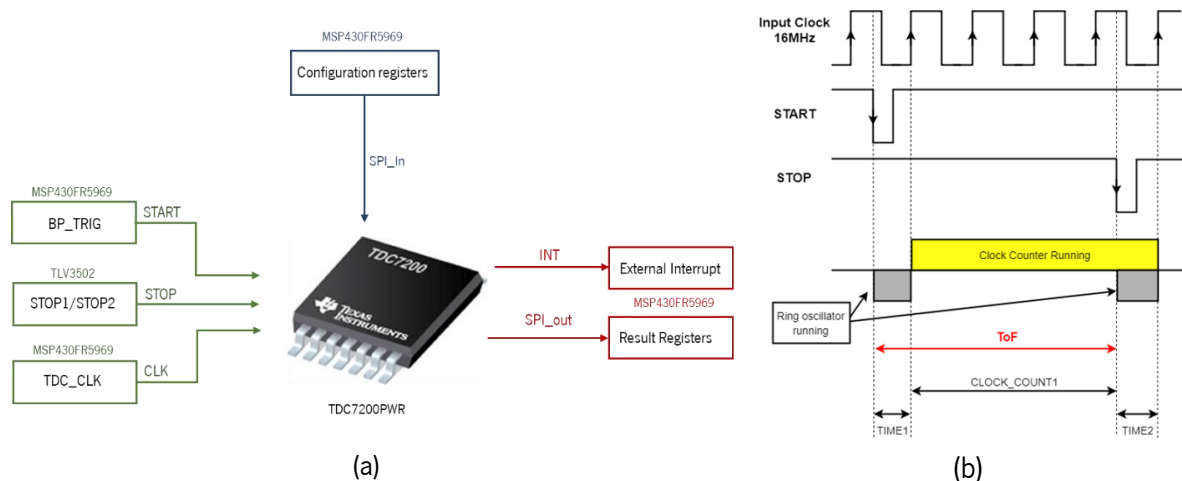 MSP430FR5969
Configuration registers
SPI_In
MSP430FR5969
BP_TRIG
START
TLV3502
STOP1/STOP2
STOP
MSP430FR5969
TDC_CLK
CLK
TDC7200
TEXAS
INSTRUMENTS
TDC7200PWR
INT
External Interrupt
MSP430FR5969
SPI_out
Result Registers
(a)
Input Clock
16MHz
START
STOP
Clock Counter Running
Ring oscillator
running
ToF
CLOCK_COUNT1
TIME1
TIME2
(b)